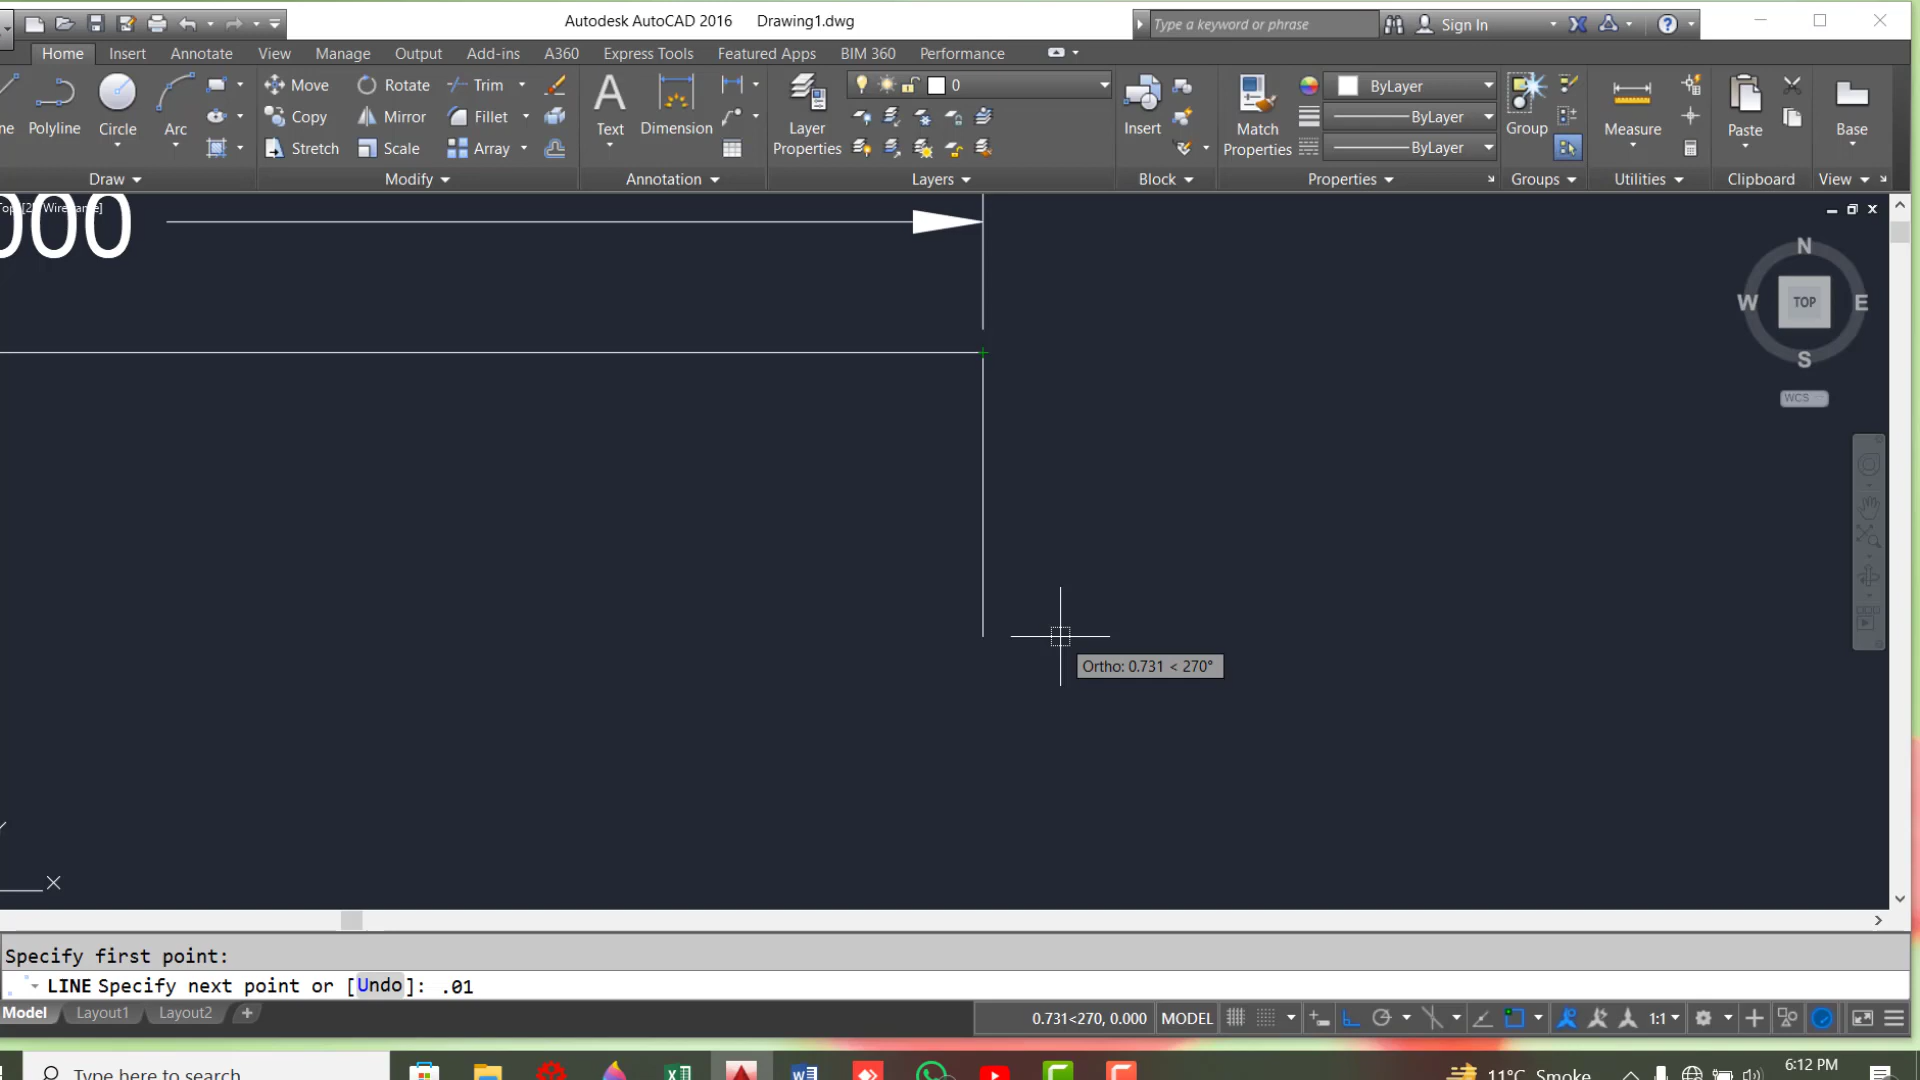 Autodesk AutoCAD 2016 Drawing1.dwg
Type a keyword or phrase
Sign In
Home Insert Annotate View Manage Output Add-ins A360 Express Tools Featured Apps BIM 360 Performance
Move Rotate Trim
0
ByLayer
Copy Mirror Fillet
ByLayer
Polyline Circle Arc
Text Dimension
Layer
Properties
Insert
Match
Properties
Group
Measure
Paste
Base
Stretch Scale Array
ByLayer
Draw Modify Annotation Layers Block Properties Groups Utilities Clipboard View
000
N
W TOP E
S
WCS
Ortho: 0.731 < 270°
X
Specify first point:
LINE Specify next point or [Undo]: .01
Model Layout1 Layout2 +
0.731<270, 0.000 MODEL
1:1
Type here to search
11°C Smoke
6:12 PM